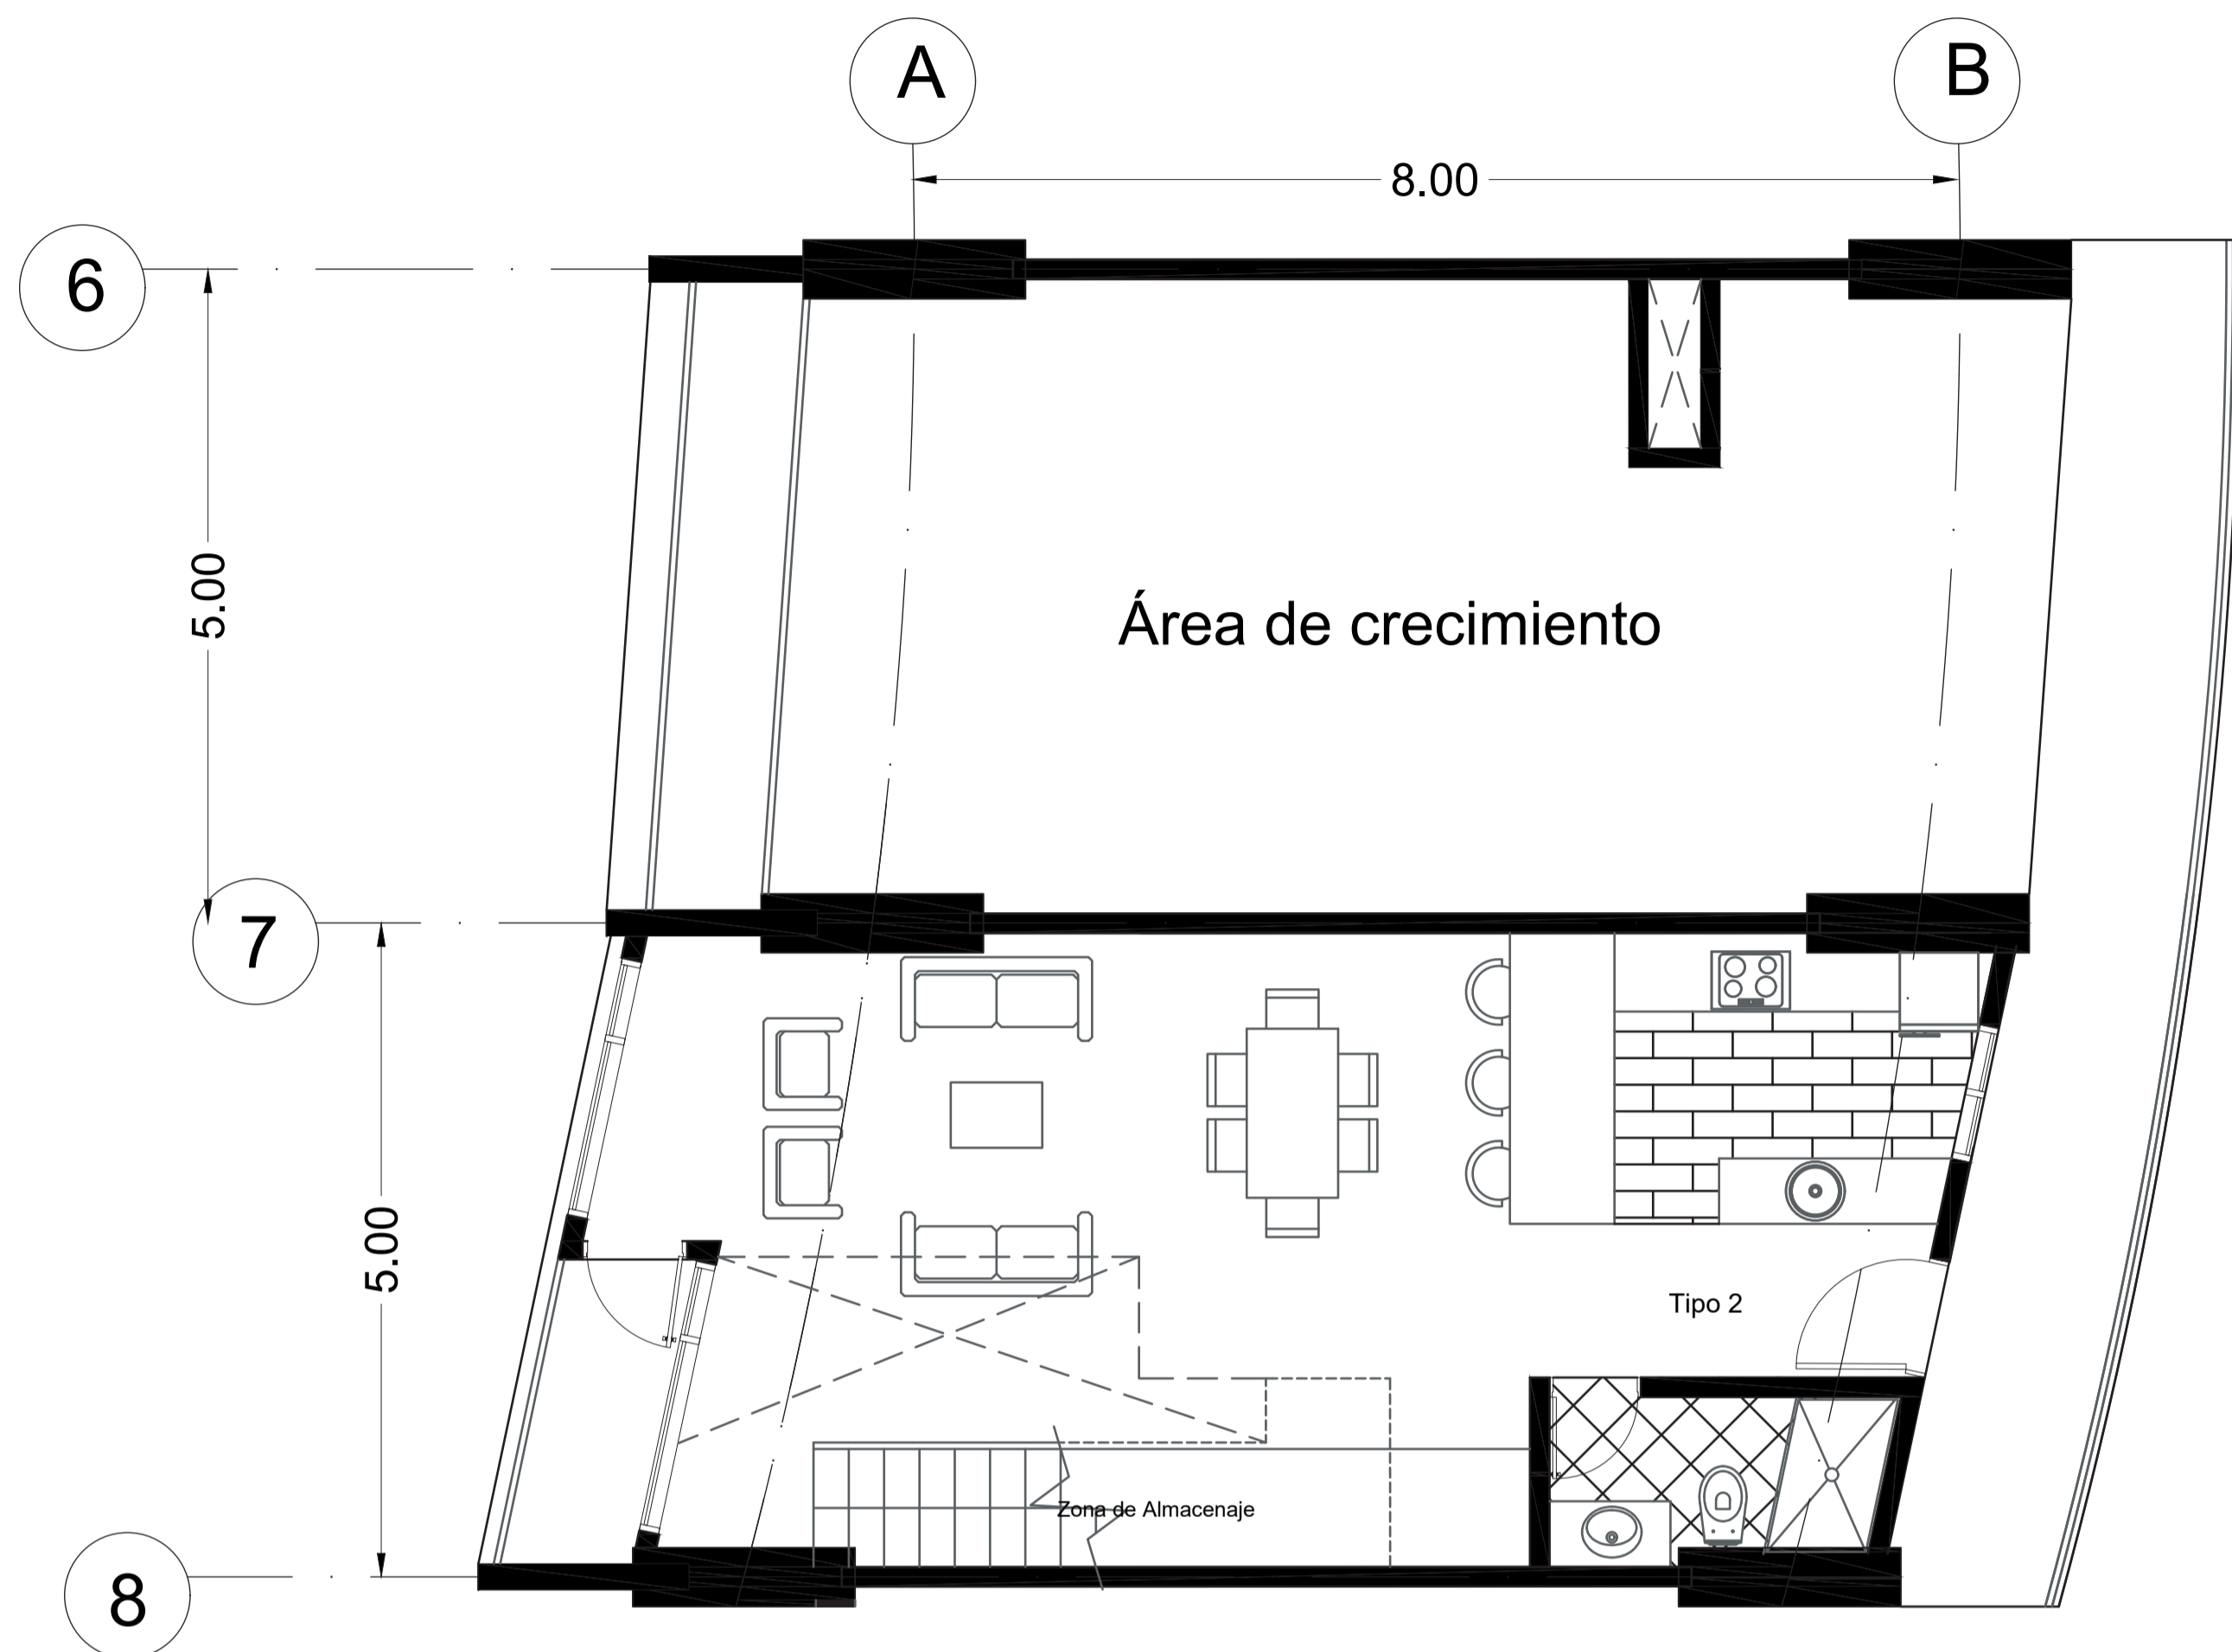 A
B
8.00
6
5.00
Área de crecimiento
7
5.00
Tipo 2
Zona de Almacenaje
8